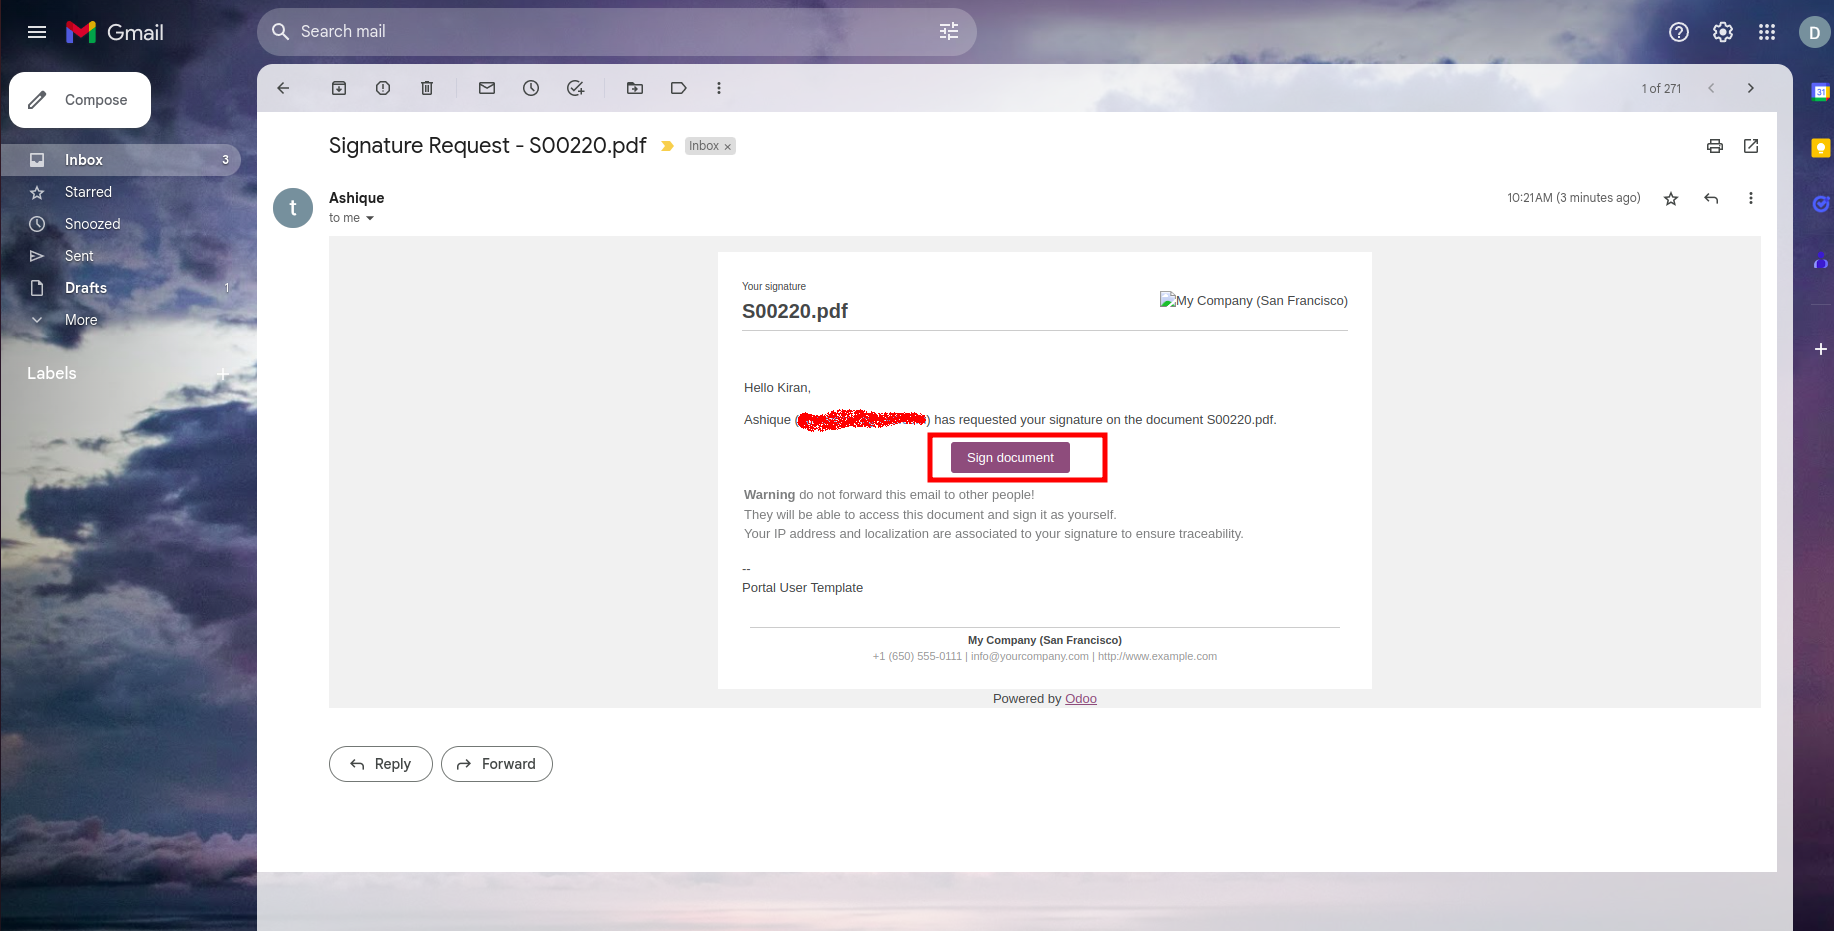 Gmail
Search mail
D
Compose
1 of 271
31
Inbox 3
Starred
Snoozed
Sent
Drafts 1
More
Labels
Signature Request - S00220.pdf Inbox ×
t
Ashique
10:21 AM (3 minutes ago)
to me
Your signature
S00220.pdf
My Company (San Francisco)
Hello Kiran,
Ashique ( ) has requested your signature on the document S00220.pdf.
Sign document
Warning do not forward this email to other people!
They will be able to access this document and sign it as yourself.
Your IP address and localization are associated to your signature to ensure traceability.
--
Portal User Template
My Company (San Francisco)
+1 (650) 555-0111 | info@yourcompany.com | http://www.example.com
Powered by Odoo
Reply
Forward